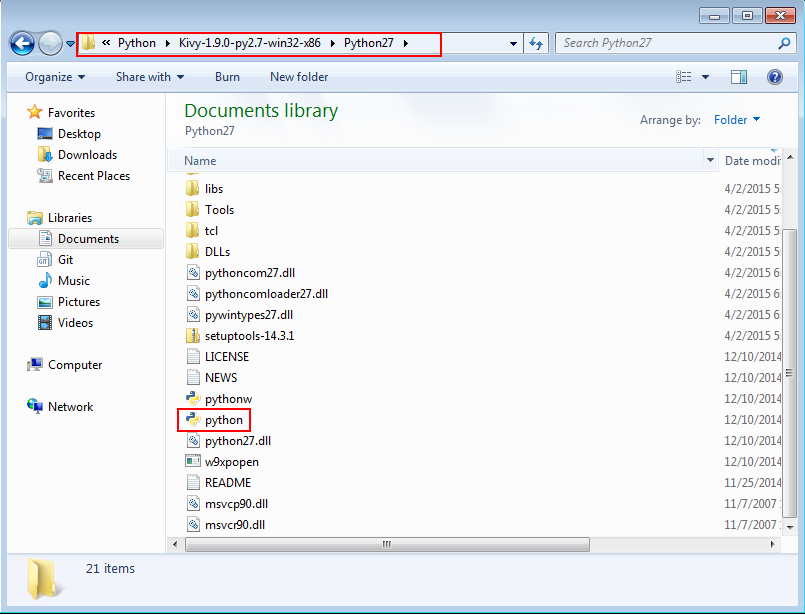 « Python ▸ Kivy-1.9.0-py2.7-win32-x86 ▸ Python27 ▸ Search Python27
Organize Share with Burn New folder
Favorites
Desktop
Downloads
Recent Places
Libraries
Documents
Git
Music
Pictures
Videos
Computer
Network
Documents library
Python27
Arrange by: Folder
Name Date modi
libs 4/2/2015 5:
Tools 4/2/2015 5:
tcl 4/2/2015 5:
DLLs 4/2/2015 5:
pythoncom27.dll 4/2/2015 6:
pythoncomloader27.dll 4/2/2015 6:
pywintypes27.dll 4/2/2015 6:
setuptools-14.3.1 4/2/2015 6:
LICENSE 12/10/2014
NEWS 12/10/2014
pythonw 12/10/2014
python 12/10/2014
python27.dll 12/10/2014
w9xpopen 12/10/2014
README 11/25/2014
msvcp90.dll 11/7/2007
msvcr90.dll 11/7/2007
21 items